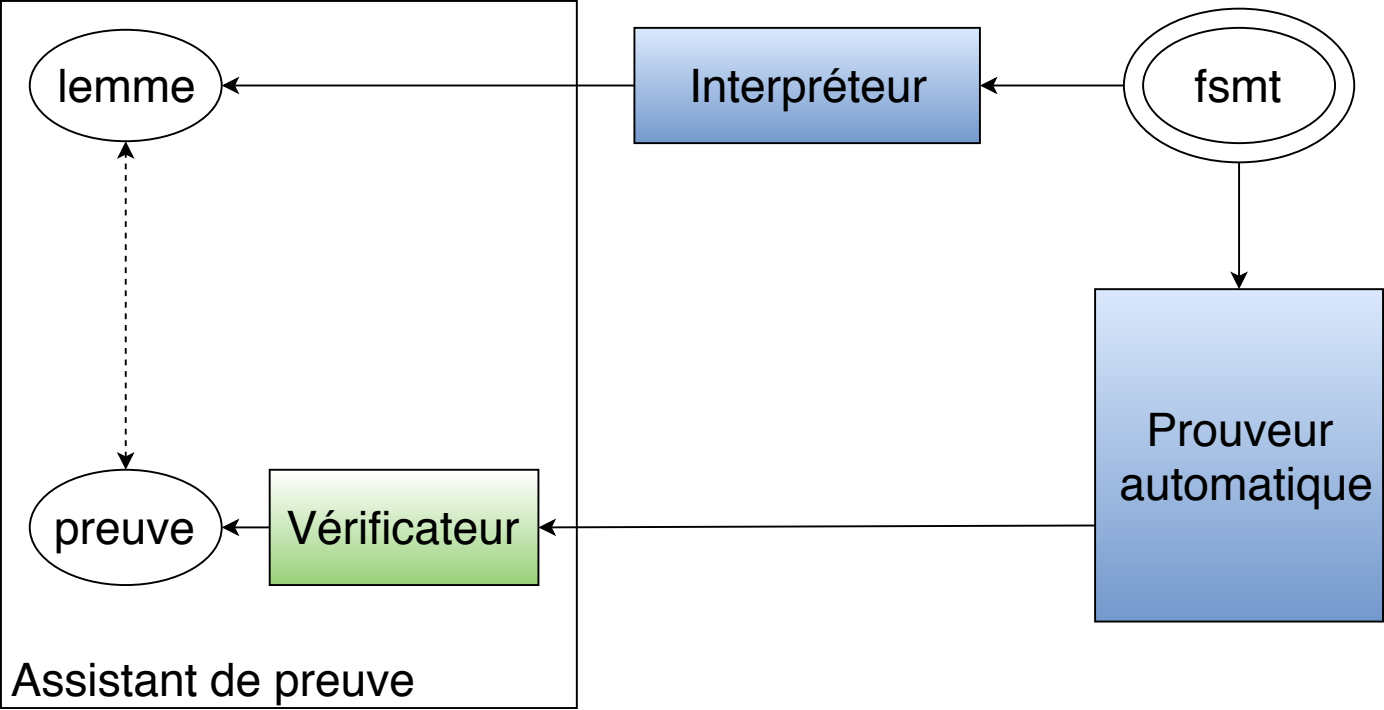 lemme
Interpréteur
fsmt
Prouveur
automatique
preuve
Vérificateur
Assistant de preuve